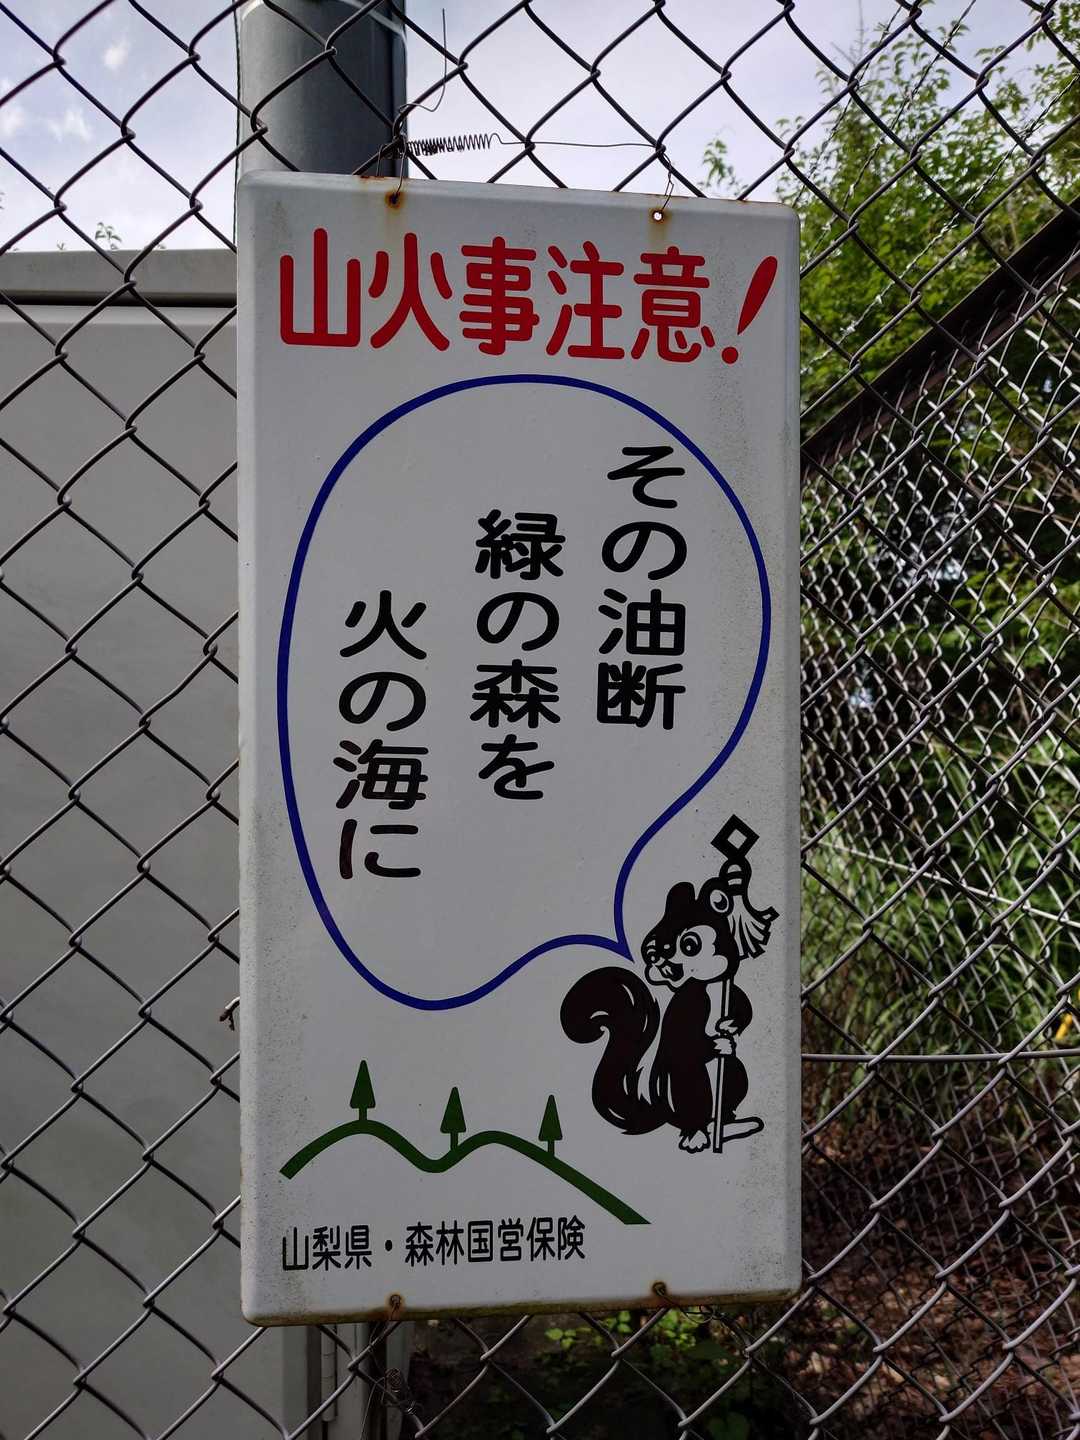 山火事注意！
その油断
緑の森を
火の海に
山梨県・森林国営保険